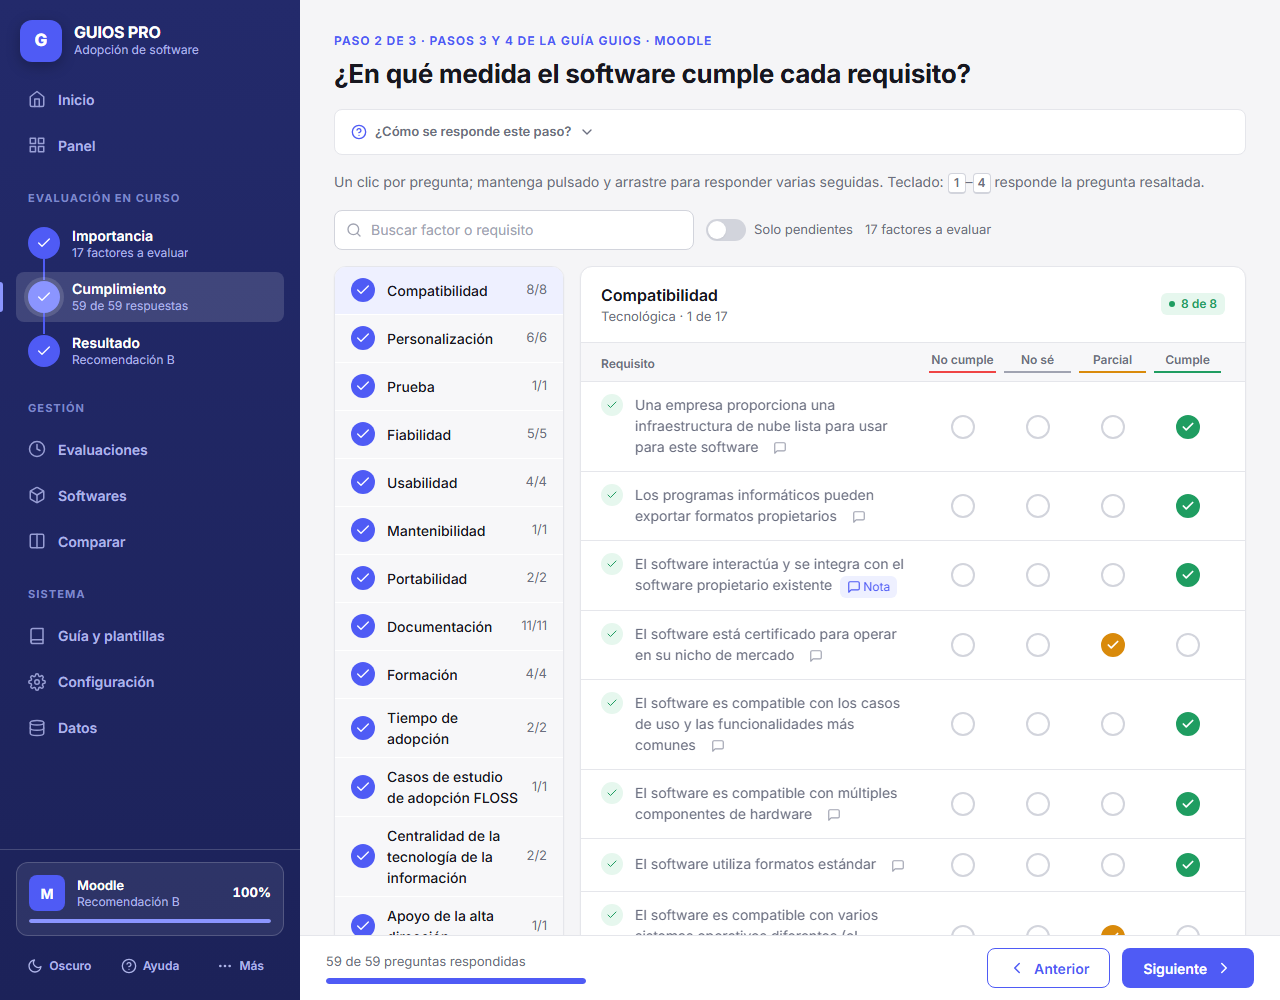 G
GUIOS PRO
Adopción de software
Inicio
Panel
EVALUACIÓN EN CURSO
Importancia
17 factores a evaluar
Cumplimiento
59 de 59 respuestas
Resultado
Recomendación B
GESTIÓN
Evaluaciones
Softwares
Comparar
SISTEMA
Guía y plantillas
Configuración
Datos
M
Moodle
100%
Recomendación B
Oscuro
Ayuda
Más
PASO 2 DE 3 · PASOS 3 Y 4 DE LA GUÍA GUIOS · MOODLE
¿En qué medida el software cumple cada requisito?
¿Cómo se responde este paso?
Un clic por pregunta; mantenga pulsado y arrastre para responder varias seguidas. Teclado: 1–4 responde la pregunta resaltada.
Buscar factor o requisito
Solo pendientes
17 factores a evaluar
Compatibilidad 8/8
Personalización 6/6
Prueba 1/1
Fiabilidad 5/5
Usabilidad 4/4
Mantenibilidad 1/1
Portabilidad 2/2
Documentación 11/11
Formación 4/4
Tiempo de
adopción
2/2
Casos de estudio
de adopción FLOSS
1/1
Centralidad de la
tecnología de la
información
2/2
Apoyo de la alta
dirección
1/1
Compatibilidad
Tecnológica · 1 de 17
8 de 8
Requisito No cumple No sé Parcial Cumple
Una empresa proporciona una
infraestructura de nube lista para usar
para este software
Los programas informáticos pueden
exportar formatos propietarios
El software interactúa y se integra con el
software propietario existente Nota
El software está certificado para operar
en su nicho de mercado
El software es compatible con los casos
de uso y las funcionalidades más
comunes
El software es compatible con múltiples
componentes de hardware
El software utiliza formatos estándar
El software es compatible con varios
sistemas operativos diferentes (el
59 de 59 preguntas respondidas
Anterior
Siguiente